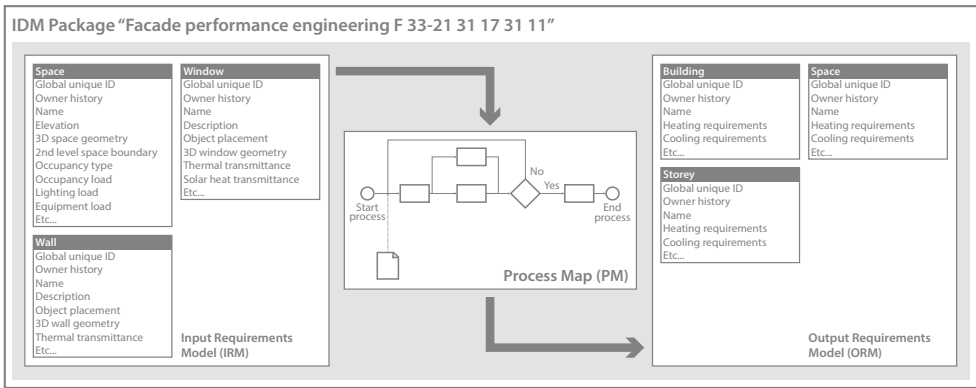 IDM Package “Facade performance engineering F 33-21 31 17 31 11”
Space
Global unique ID
Owner history
Name
Elevation
3D space geometry
2nd level space boundary
Occupancy type
Occupancy load
Lighting load
Equipment load
Etc...
Window
Global unique ID
Owner history
Name
Description
Object placement
3D window geometry
Thermal transmittance
Solar heat transmittance
Etc...
Wall
Global unique ID
Owner history
Name
Description
Object placement
3D wall geometry
Thermal transmittance
Etc...
Input Requirements
Model (IRM)
Start
process
No
Yes
End
process
Process Map (PM)
Building
Global unique ID
Owner history
Name
Heating requirements
Cooling requirements
Etc...
Space
Global unique ID
Owner history
Name
Heating requirements
Cooling requirements
Etc...
Storey
Global unique ID
Owner history
Name
Heating requirements
Cooling requirements
Etc...
Output Requirements
Model (ORM)